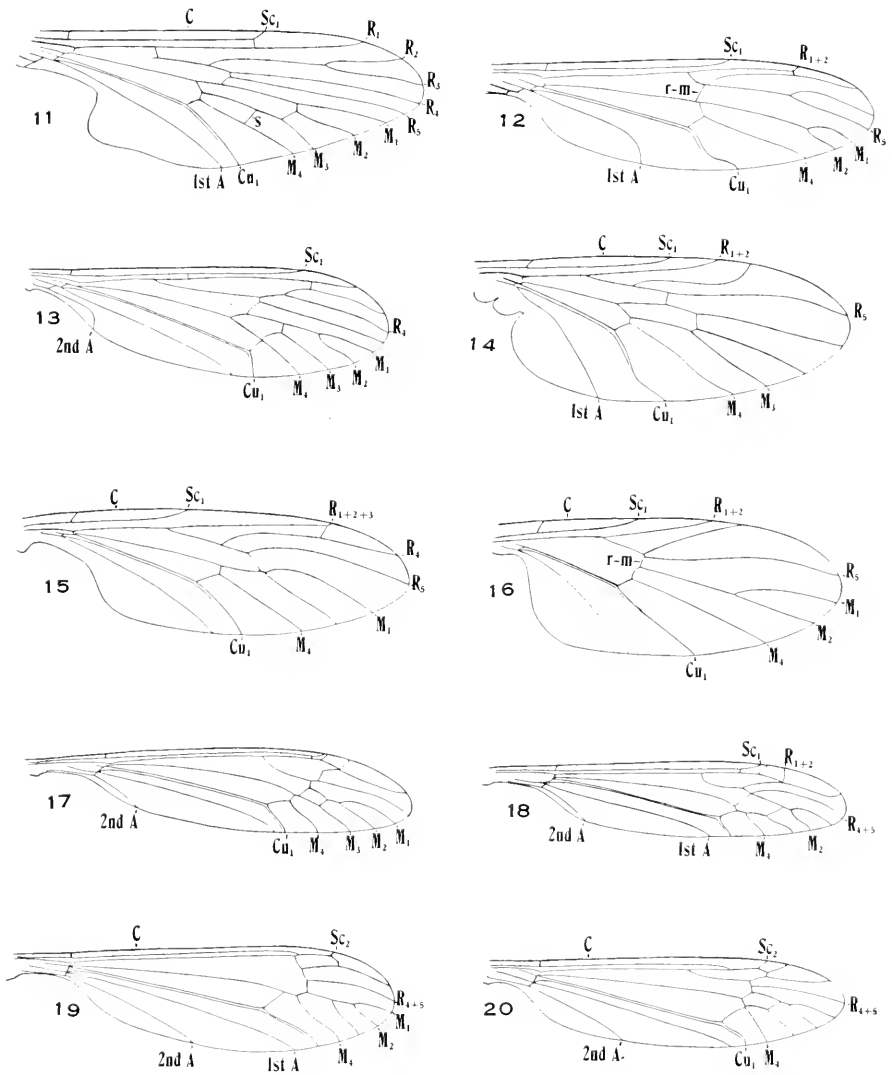 C Sc₁ R₁
R₂
R₃
R₄
R₅
M₁
M₂
M₃
M₄
Cu₁
1st A
s
11
Sc₁ R₁₊₂
r-m
R₅
M₁
M₂
M₄
Cu₁
1st A
12
Sc₁
R₄
M₁
M₂
M₃
M₄
Cu₁
2nd A
13
C Sc₁ R₁₊₂
R₅
M₃
M₄
Cu₁
1st A
14
C Sc₁ R₁₊₂₊₃
R₄
R₅
M₁
M₄
Cu₁
15
C Sc₁ R₁₊₂
r-m
R₅
M₁
M₂
M₄
Cu₁
16
17
2nd A
Cu₁ M₄ M₃ M₂ M₁
Sc₁ R₁₊₂
R₄₊₅
18
2nd A 1st A M₄ M₂
C Sc₂
R₄₊₅
M₁
M₂
M₄
19
2nd A 1st A
C Sc₂
R₄₊₅
20
2nd A Cu₁ M₄